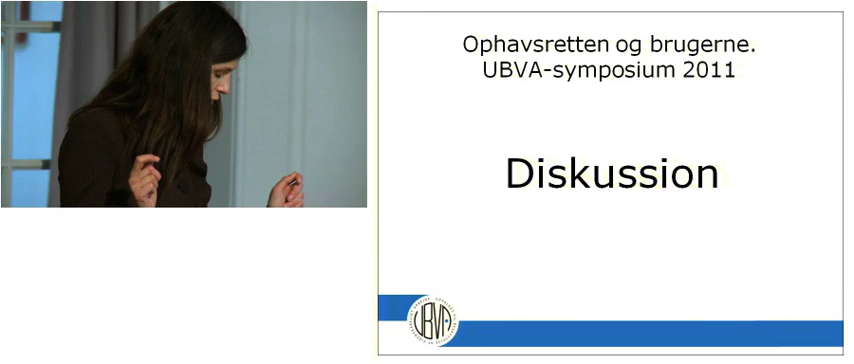 Ophavsretten og brugerne.
UBVA-symposium 2011
Diskussion
UBVA